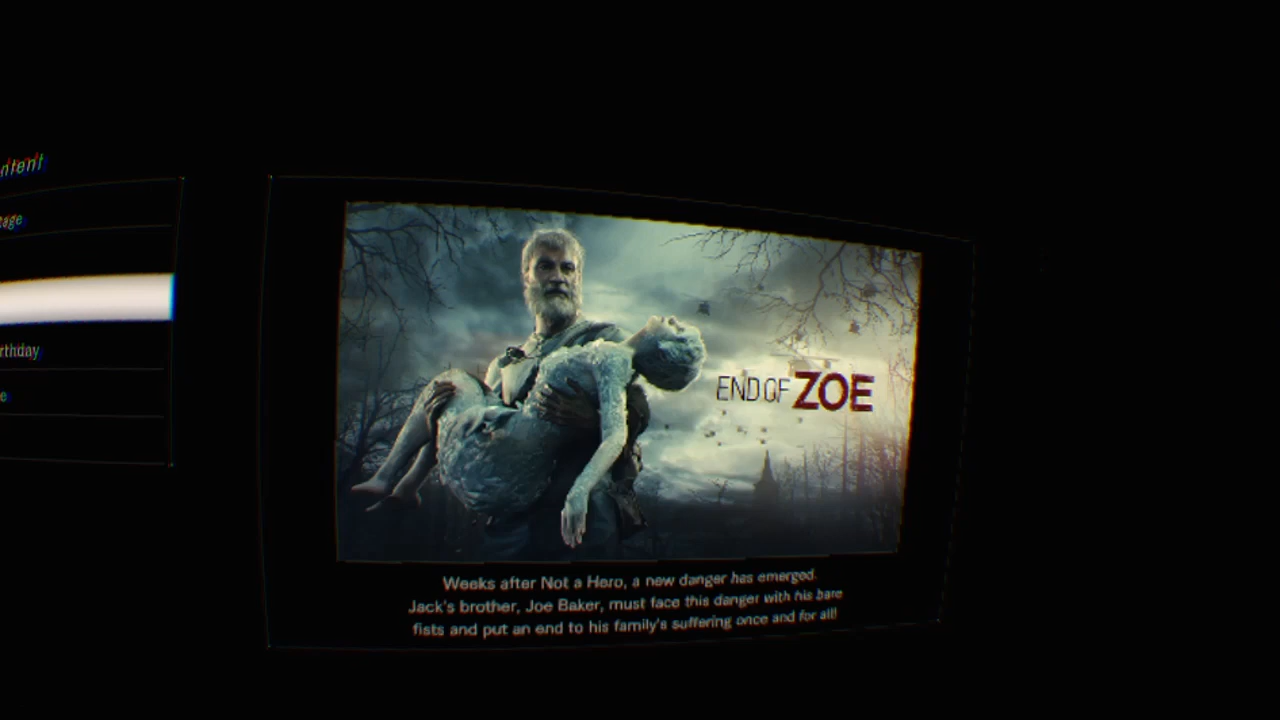 ntent
tage
rthday
e
END OF ZOE
Weeks after Not a Hero, a new danger has emerged.
Jack's brother, Joe Baker, must face this danger with his bare
fists and put an end to his family's suffering once and for all!